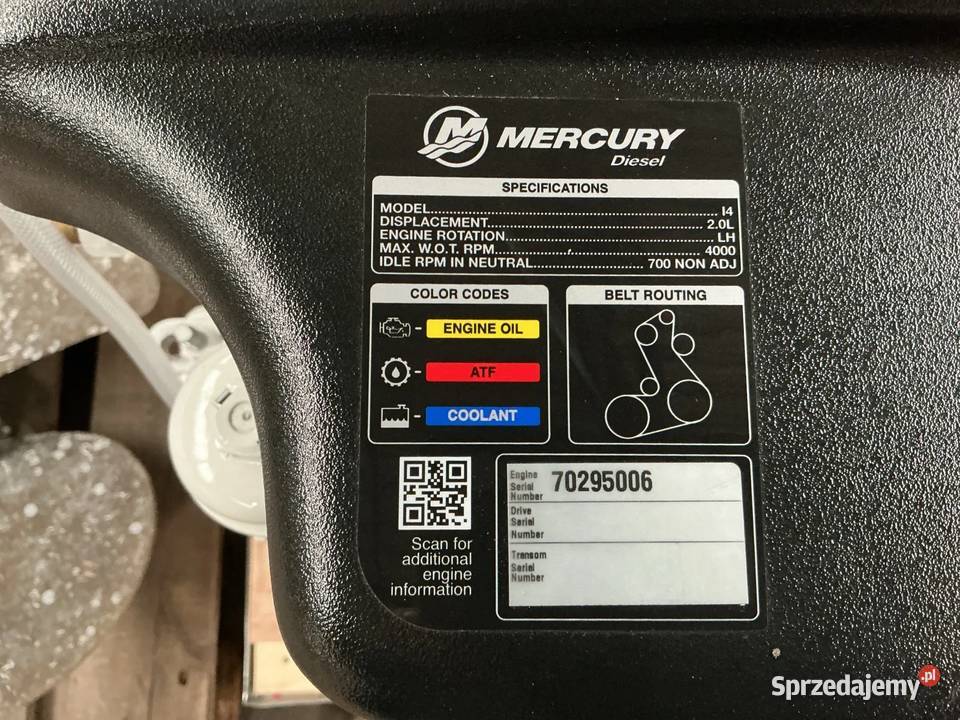 MERCURY
Diesel
SPECIFICATIONS
MODEL................................................................I4
DISPLACEMENT................................................2.0L
ENGINE ROTATION.............................................LH
MAX. W.O.T. RPM..............................................4000
IDLE RPM IN NEUTRAL........................700 NON ADJ
COLOR CODES
- ENGINE OIL
- ATF
- COOLANT
BELT ROUTING
Scan for
additional
engine
information
Engine
Serial
Number
70295006
Drive
Serial
Number
Transom
Serial
Number
Sprzedajemy.pl